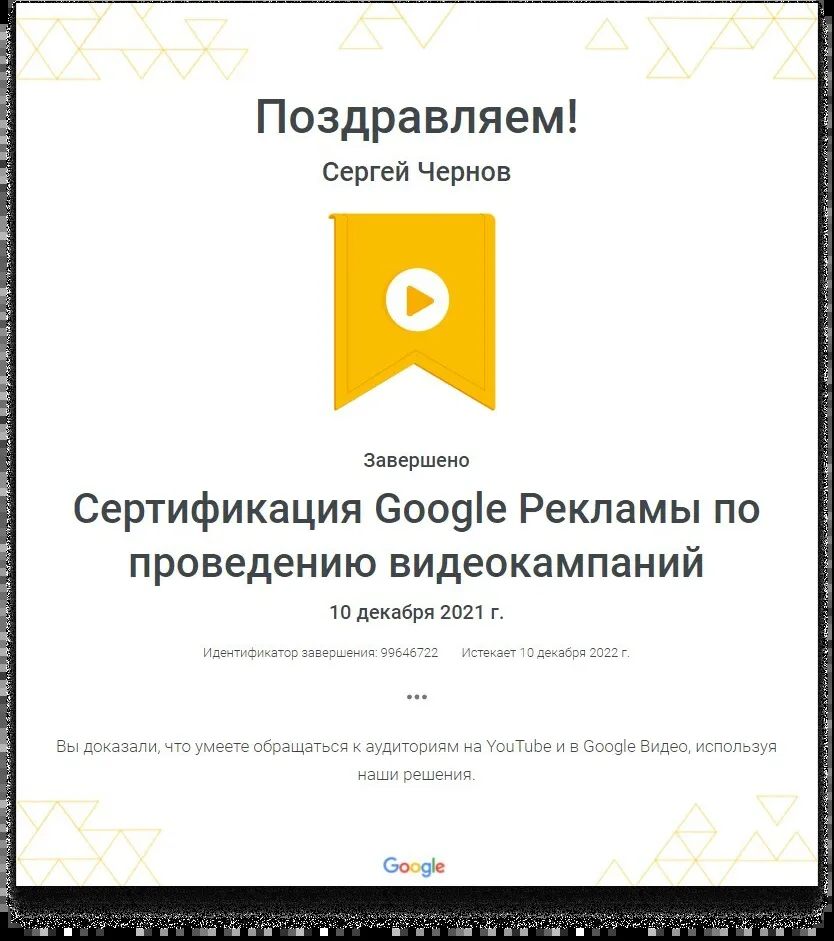 Поздравляем!
Сергей Чернов
Завершено
Сертификация Google Рекламы по
проведению видеокампаний
10 декабря 2021 г.
Идентификатор завершения: 99646722 Истекает 10 декабря 2022 г.
•••
Вы доказали, что умеете обращаться к аудиториям на YouTube и в Google Видео, используя
наши решения.
Google